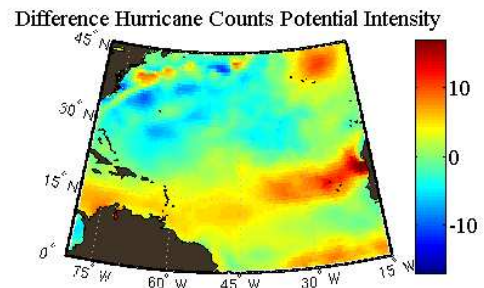 Difference Hurricane Counts Potential Intensity
45° N
30° N
15° N
0°
75° W
60° W
45° W
30° W
15° W
10
0
-10